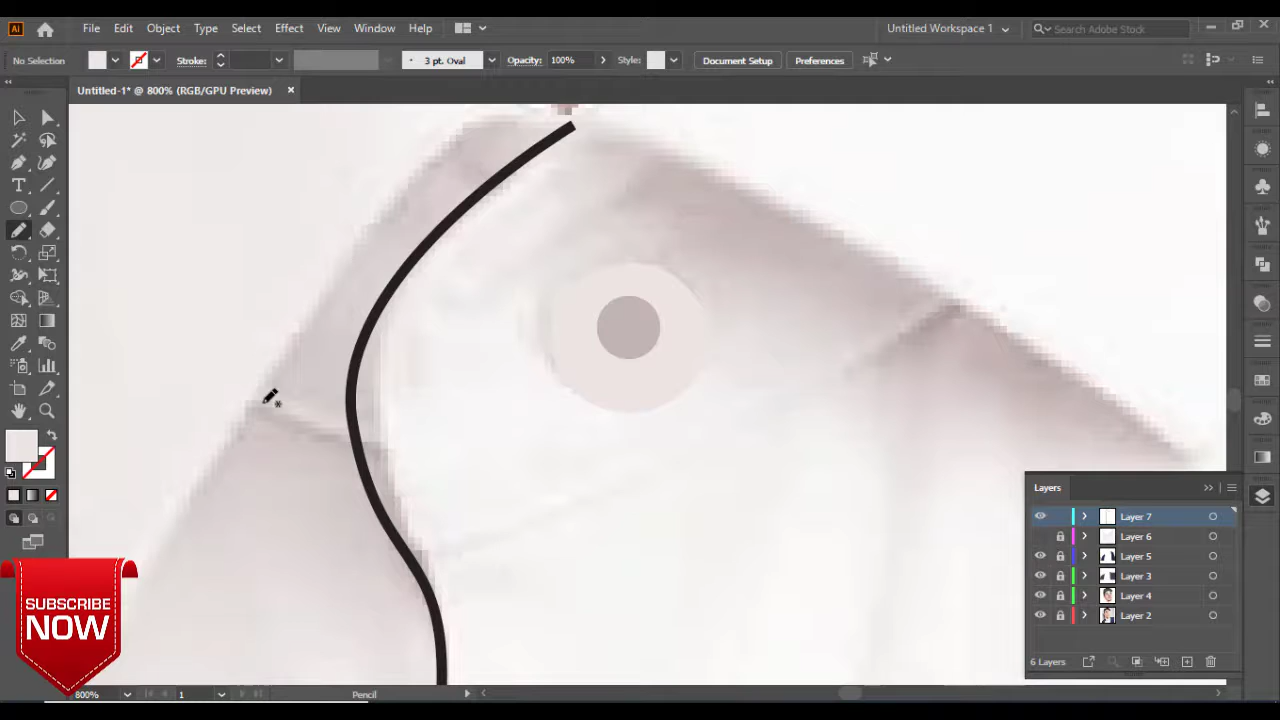 Ai File Edit Object Type Select Effect View Window Help Untitled Workspace 1 Search Adobe Stock
No Selection Stroke: 3 pt. Oval Opacity: 100% Style: Document Setup Preferences
Untitled-1* @ 800% (RGB/GPU Preview)
Layers
Layer 7
Layer 6
Layer 5
Layer 3
Layer 4
Layer 2
6 Layers
SUBSCRIBE
NOW
800% 1 Pencil